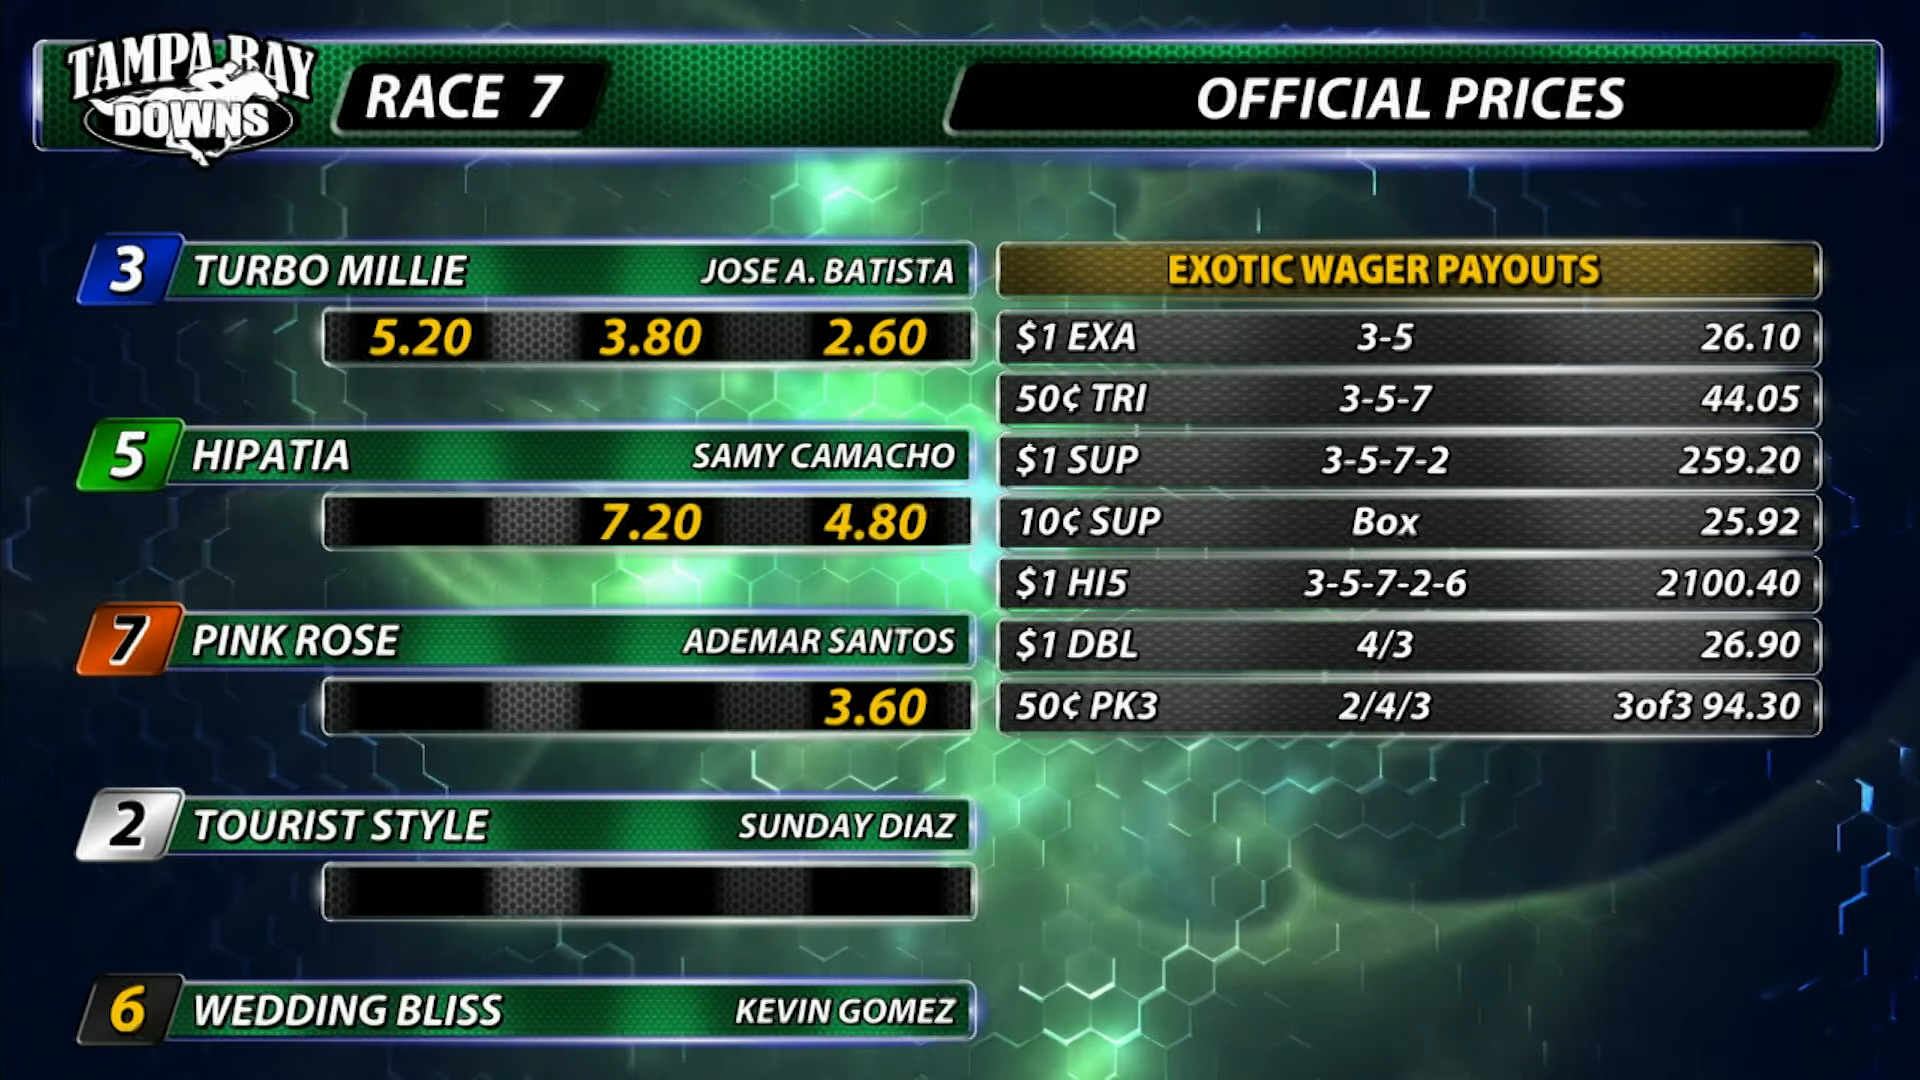 TAMPA BAY
DOWNS
RACE 7
OFFICIAL PRICES
3 TURBO MILLIE JOSE A. BATISTA
5.20 3.80 2.60
5 HIPATIA SAMY CAMACHO
7.20 4.80
7 PINK ROSE ADEMAR SANTOS
3.60
2 TOURIST STYLE SUNDAY DIAZ
6 WEDDING BLISS KEVIN GOMEZ
EXOTIC WAGER PAYOUTS
$1 EXA 3-5 26.10
50¢ TRI 3-5-7 44.05
$1 SUP 3-5-7-2 259.20
10¢ SUP Box 25.92
$1 HI5 3-5-7-2-6 2100.40
$1 DBL 4/3 26.90
50¢ PK3 2/4/3 3of3 94.30